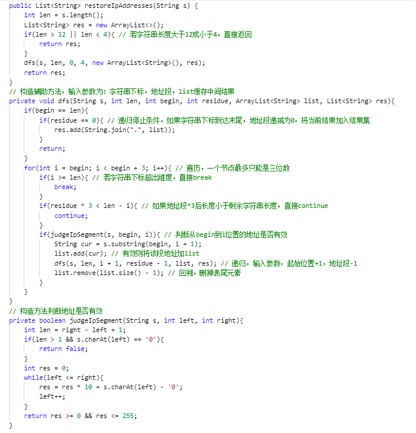 public List<String> restoreIpAddresses(String s) {
    int len = s.length();
    List<String> res = new ArrayList<>();
    if(len > 12 || len < 4){ // 若字符串长度大于12或小于4，直接返回
        return res;
    }
    dfs(s, len, 0, 4, new ArrayList<String>(), res);
    return res;
}
// 构造辅助方法，输入参数为：字符串下标，地址段，list缓存中间结果
private void dfs(String s, int len, int begin, int residue, ArrayList<String> list, List<String> res){
    if(begin == len){
        if(residue == 0){ // 递归停止条件，如果字符串下标到达末尾，地址段递减为0，将当前结果加入结果集
            res.add(String.join(".", list));
        }
        return;
    }
    for(int i = begin; i < begin + 3; i++){ // 遍历，一个节点最多只能是三位数
        if(i >= len){ // 若字符串下标超出维度，直接break
            break;
        }
        if(residue * 3 < len - i){ // 如果地址段*3后长度小于剩余字符串长度，直接continue
            continue;
        }
        if(judgeIpSegment(s, begin, i)){ // 判断从begin到i位置的地址是否有效
            String cur = s.substring(begin, i + 1);
            list.add(cur); // 有效则将该段地址加list
            dfs(s, len, i + 1, residue - 1, list, res); // 递归，输入参数，起始位置+1，地址段-1
            list.remove(list.size() - 1); // 回溯，删掉表尾元素
        }
    }
}
// 构造方法判断地址是否有效
private boolean judgeIpSegment(String s, int left, int right){
    int len = right - left + 1;
    if(len > 1 && s.charAt(left) == '0'){
        return false;
    }
    int res = 0;
    while(left <= right){
        res = res * 10 + s.charAt(left) - '0';
        left++;
    }
    return res >= 0 && res <= 255;
}